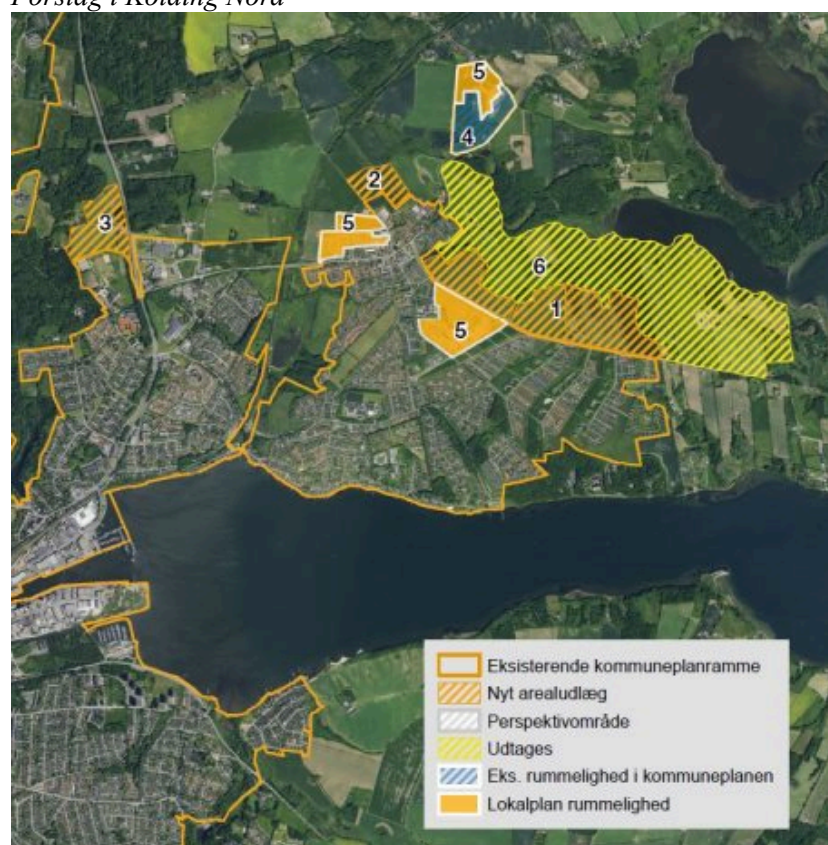 Forslag i Kolding Nord
5
4
2
3
5
6
1
5
Eksisterende kommuneplanramme
Nyt arealudlæg
Perspektivområde
Udtages
Eks. rummelighed i kommuneplanen
Lokalplan rummelighed